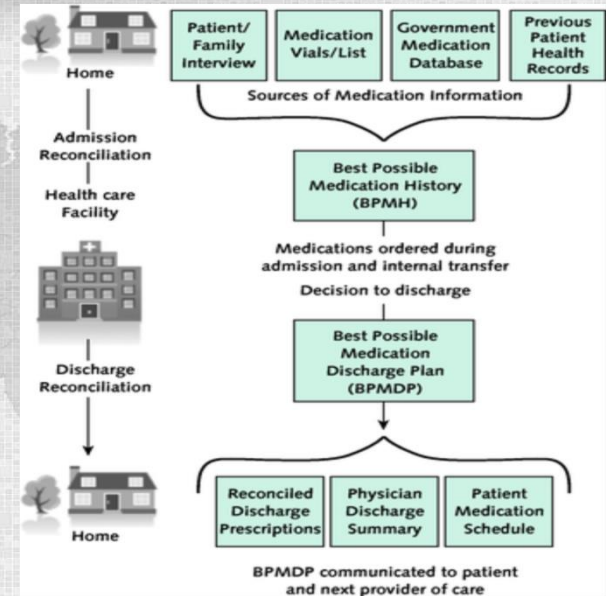 Home
Admission
Reconciliation
Health care
Facility
Discharge
Reconciliation
Home
Patient/
Family
Interview
Medication
Vials/List
Government
Medication
Database
Previous
Patient
Health
Records
Sources of Medication Information
Best Possible
Medication History
(BPMH)
Medications ordered during
admission and internal transfer
Decision to discharge
Best Possible
Medication
Discharge Plan
(BPMDP)
Reconciled
Discharge
Prescriptions
Physician
Discharge
Summary
Patient
Medication
Schedule
BPMDP communicated to patient
and next provider of care